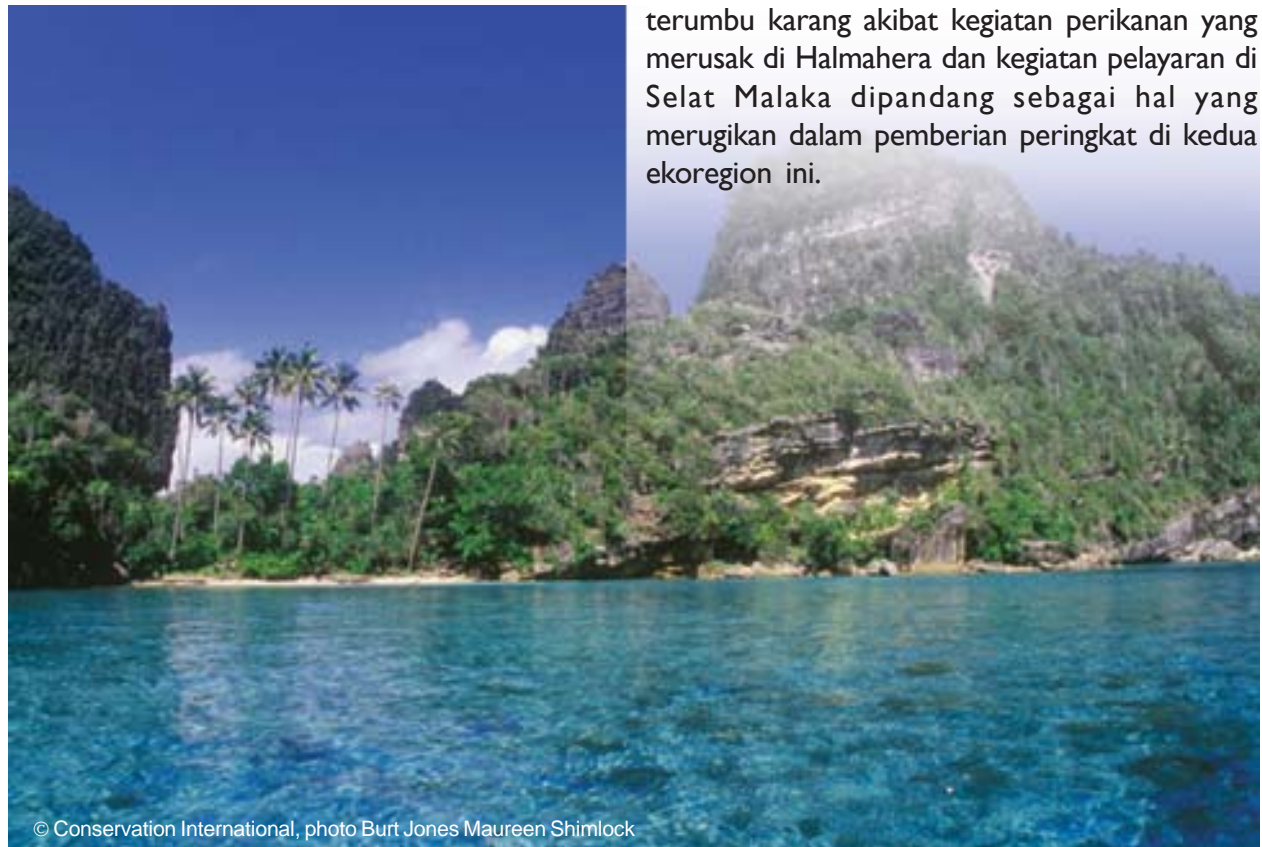 terumbu karang akibat kegiatan perikanan yang
merusak di Halmahera dan kegiatan pelayaran di
Selat Malaka dipandang sebagai hal yang
merugikan dalam pemberian peringkat di kedua
ekoregion ini.
© Conservation International, photo Burt Jones Maureen Shimlock